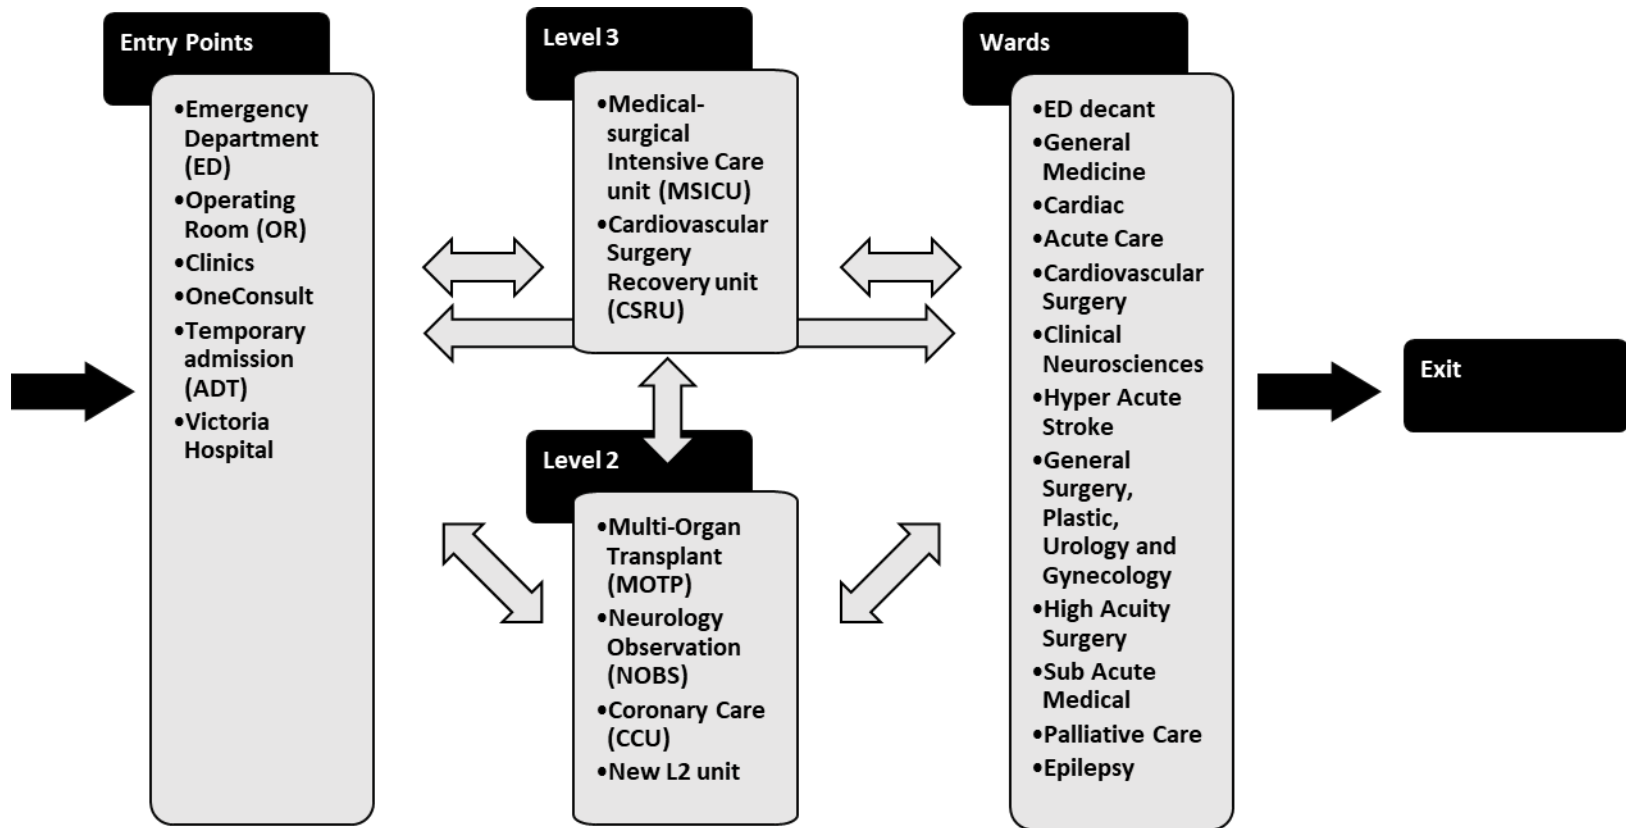 Entry Points
•Emergency
Department
(ED)
•Operating
Room (OR)
•Clinics
•OneConsult
•Temporary
admission
(ADT)
•Victoria
Hospital
Level 3
•Medical-
surgical
Intensive Care
unit (MSICU)
•Cardiovascular
Surgery
Recovery unit
(CSRU)
Level 2
•Multi-Organ
Transplant
(MOTP)
•Neurology
Observation
(NOBS)
•Coronary Care
(CCU)
•New L2 unit
Wards
•ED decant
•General
Medicine
•Cardiac
•Acute Care
•Cardiovascular
Surgery
•Clinical
Neurosciences
•Hyper Acute
Stroke
•General
Surgery,
Plastic,
Urology and
Gynecology
•High Acuity
Surgery
•Sub Acute
Medical
•Palliative Care
•Epilepsy
Exit